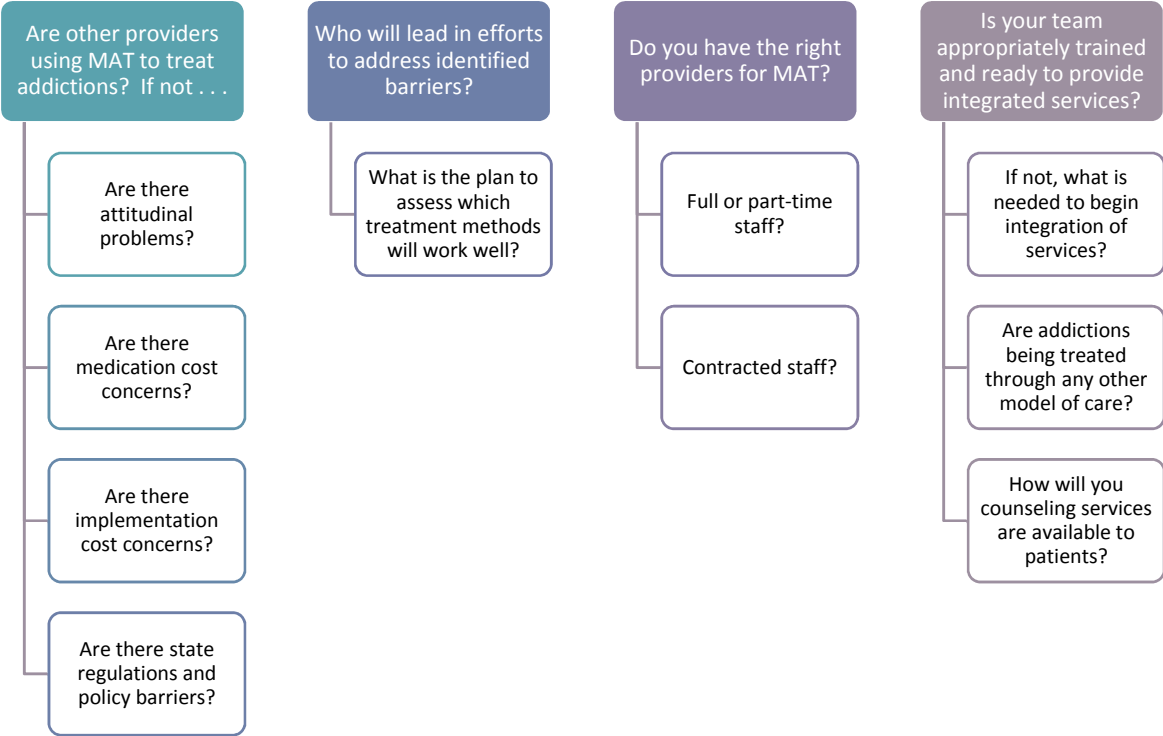 Are other providers
using MAT to treat
addictions?  If not . . .
Are there
attitudinal
problems?
Are there
medication cost
concerns?
Are there
implementation
cost concerns?
Are there state
regulations and
policy barriers?
Who will lead in efforts
to address identified
barriers?
What is the plan to
assess which
treatment methods
will work well?
Do you have the right
providers for MAT?
Full or part-time
staff?
Contracted staff?
Is your team
appropriately trained
and ready to provide
integrated services?
If not, what is
needed to begin
integration of
services?
Are addictions
being treated
through any other
model of care?
How will you
counseling services
are available to
patients?